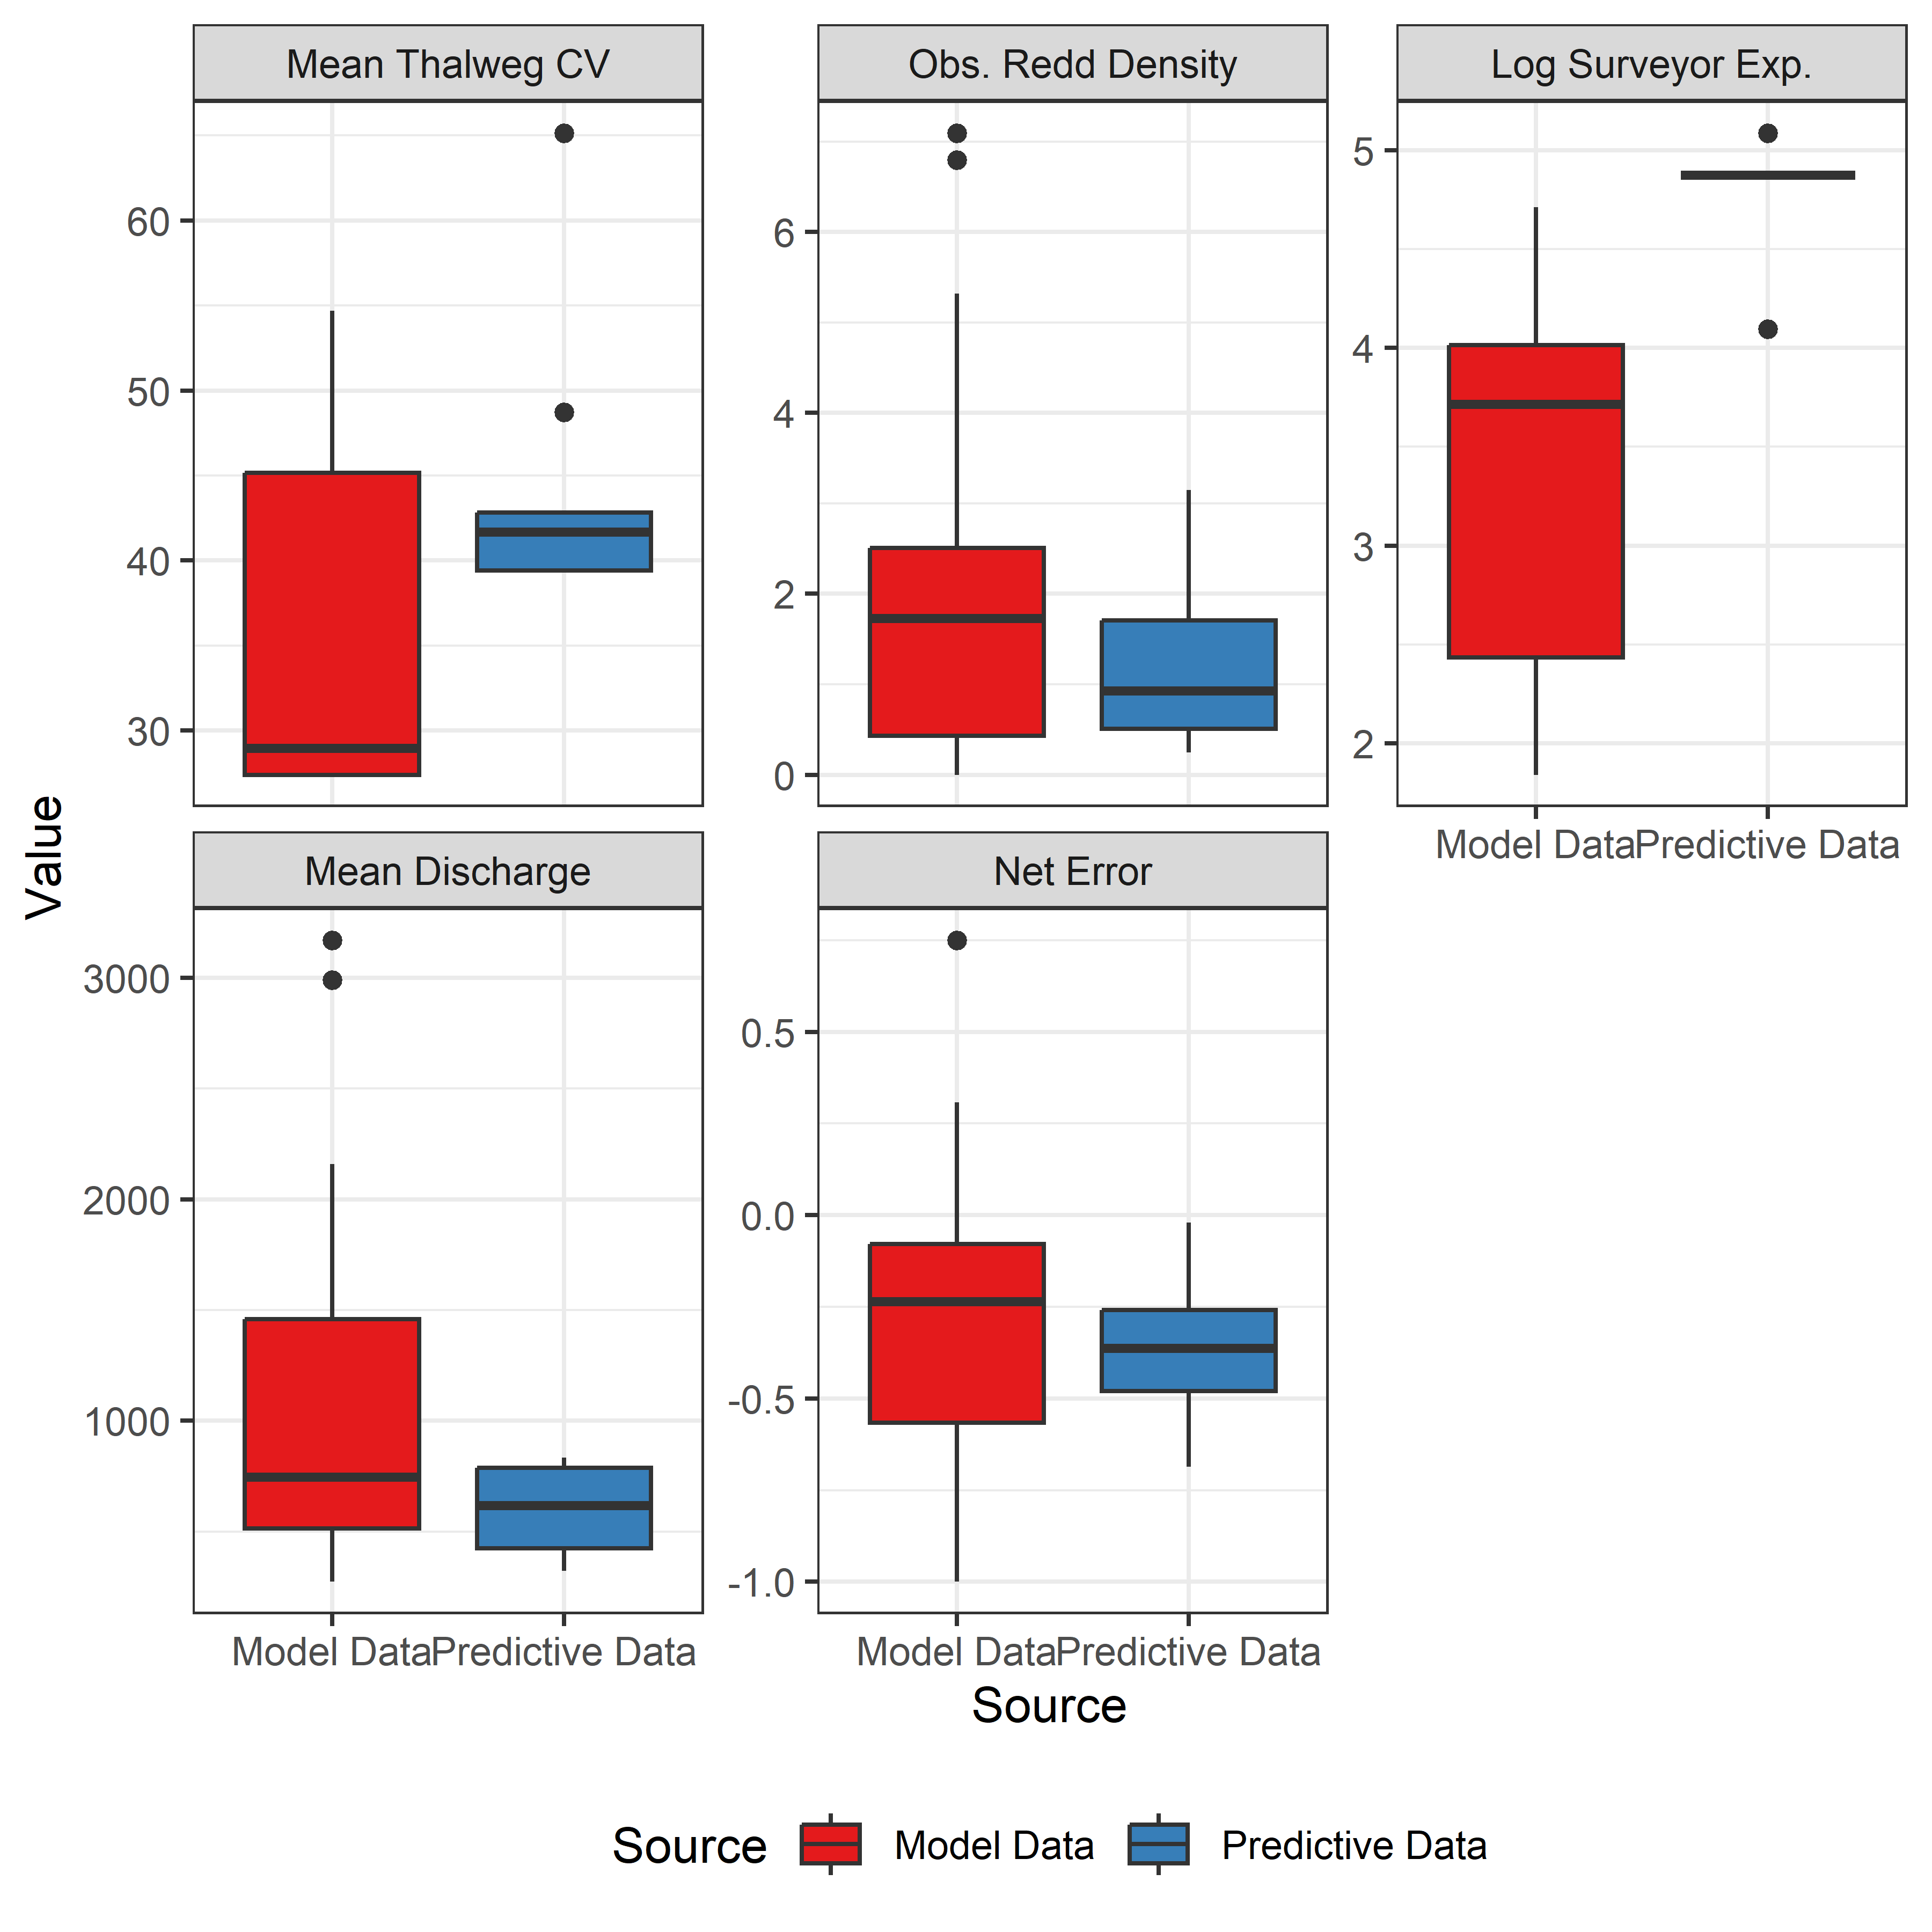 Mean Thalweg CV
Obs. Redd Density
Log Surveyor Exp.
60
50
40
30
6
4
2
0
5
4
3
2
Model Data
Predictive Data
Value
Mean Discharge
Net Error
3000
2000
1000
0.5
0.0
-0.5
-1.0
Model Data
Predictive Data
Model Data
Predictive Data
Source
Source
Model Data
Predictive Data